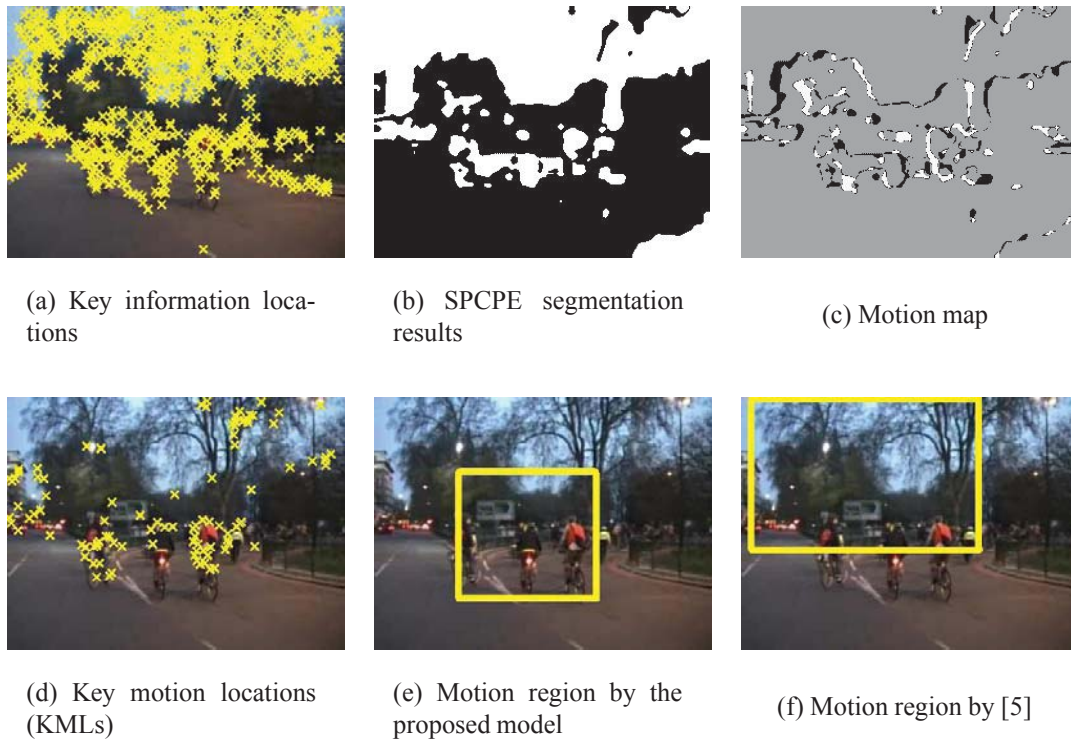 (a) Key information loca-
tions
(b) SPCPE segmentation
results
(c) Motion map
(d) Key motion locations
(KMLs)
(e) Motion region by the
proposed model
(f) Motion region by [5]